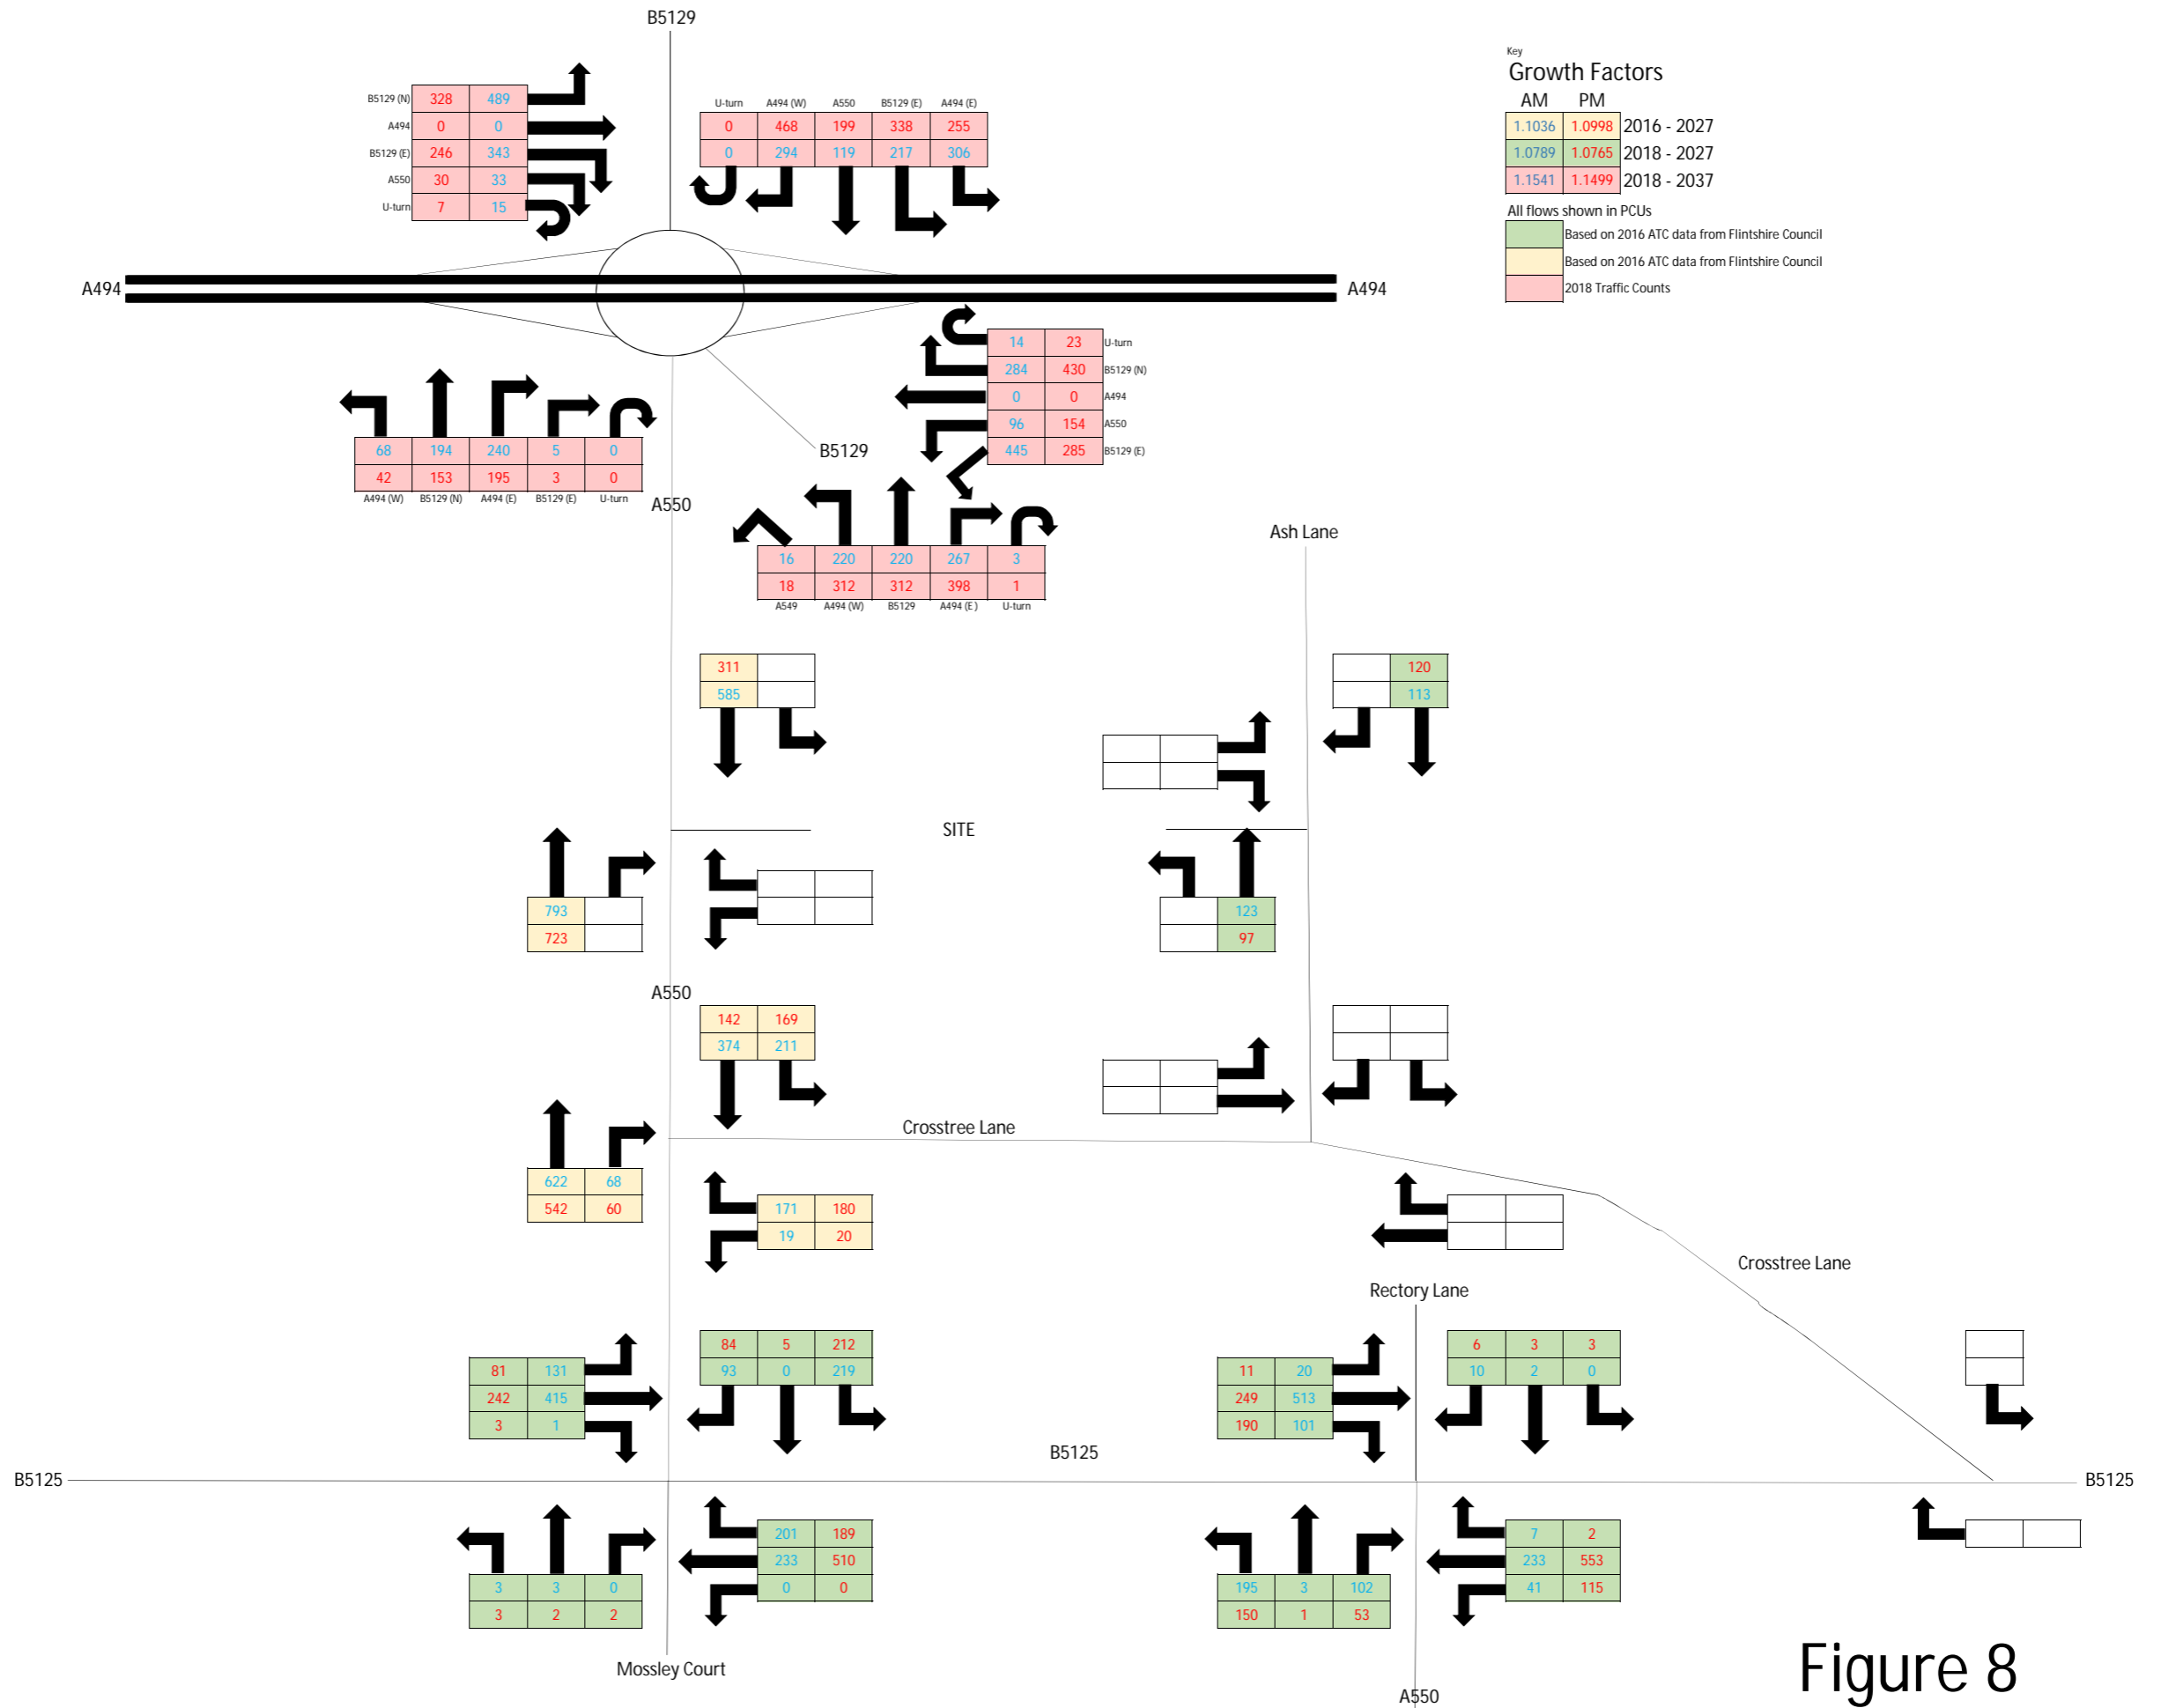 B5129
Key
Growth Factors
AM PM
1.1036 1.0998 2016 - 2027
1.0789 1.0765 2018 - 2027
1.1541 1.1499 2018 - 2037
All flows shown in PCUs
Based on 2016 ATC data from Flintshire Council
Based on 2016 ATC data from Flintshire Council
2018 Traffic Counts
B5129 (N) 328 489
A494 0 0
B5129 (E) 246 343
A550 30 33
U-turn 7 15
U-turn A494 (W) A550 B5129 (E) A494 (E)
0 468 199 338 255
0 294 119 217 306
A494
A494
14 23 U-turn
284 430 B5129 (N)
0 0 A494
96 154 A550
445 285 B5129 (E)
68 194 240 5 0
42 153 195 3 0
A494 (W) B5129 (N) A494 (E) B5129 (E) U-turn
B5129
A550
16 220 220 267 3
18 312 312 398 1
A549 A494 (W) B5129 A494 (E) U-turn
Ash Lane
311
585
120
113
SITE
793
723
123
97
A550
142 169
374 211
Crosstree Lane
622 68
542 60
171 180
19 20
Crosstree Lane
Rectory Lane
81 131
242 415
3 1
84 5 212
93 0 219
11 20
249 513
190 101
6 3 3
10 2 0
B5125
B5125
B5125
3 3 0
3 2 2
201 189
233 510
0 0
195 3 102
150 1 53
7 2
233 553
41 115
Mossley Court
A550
Figure 8